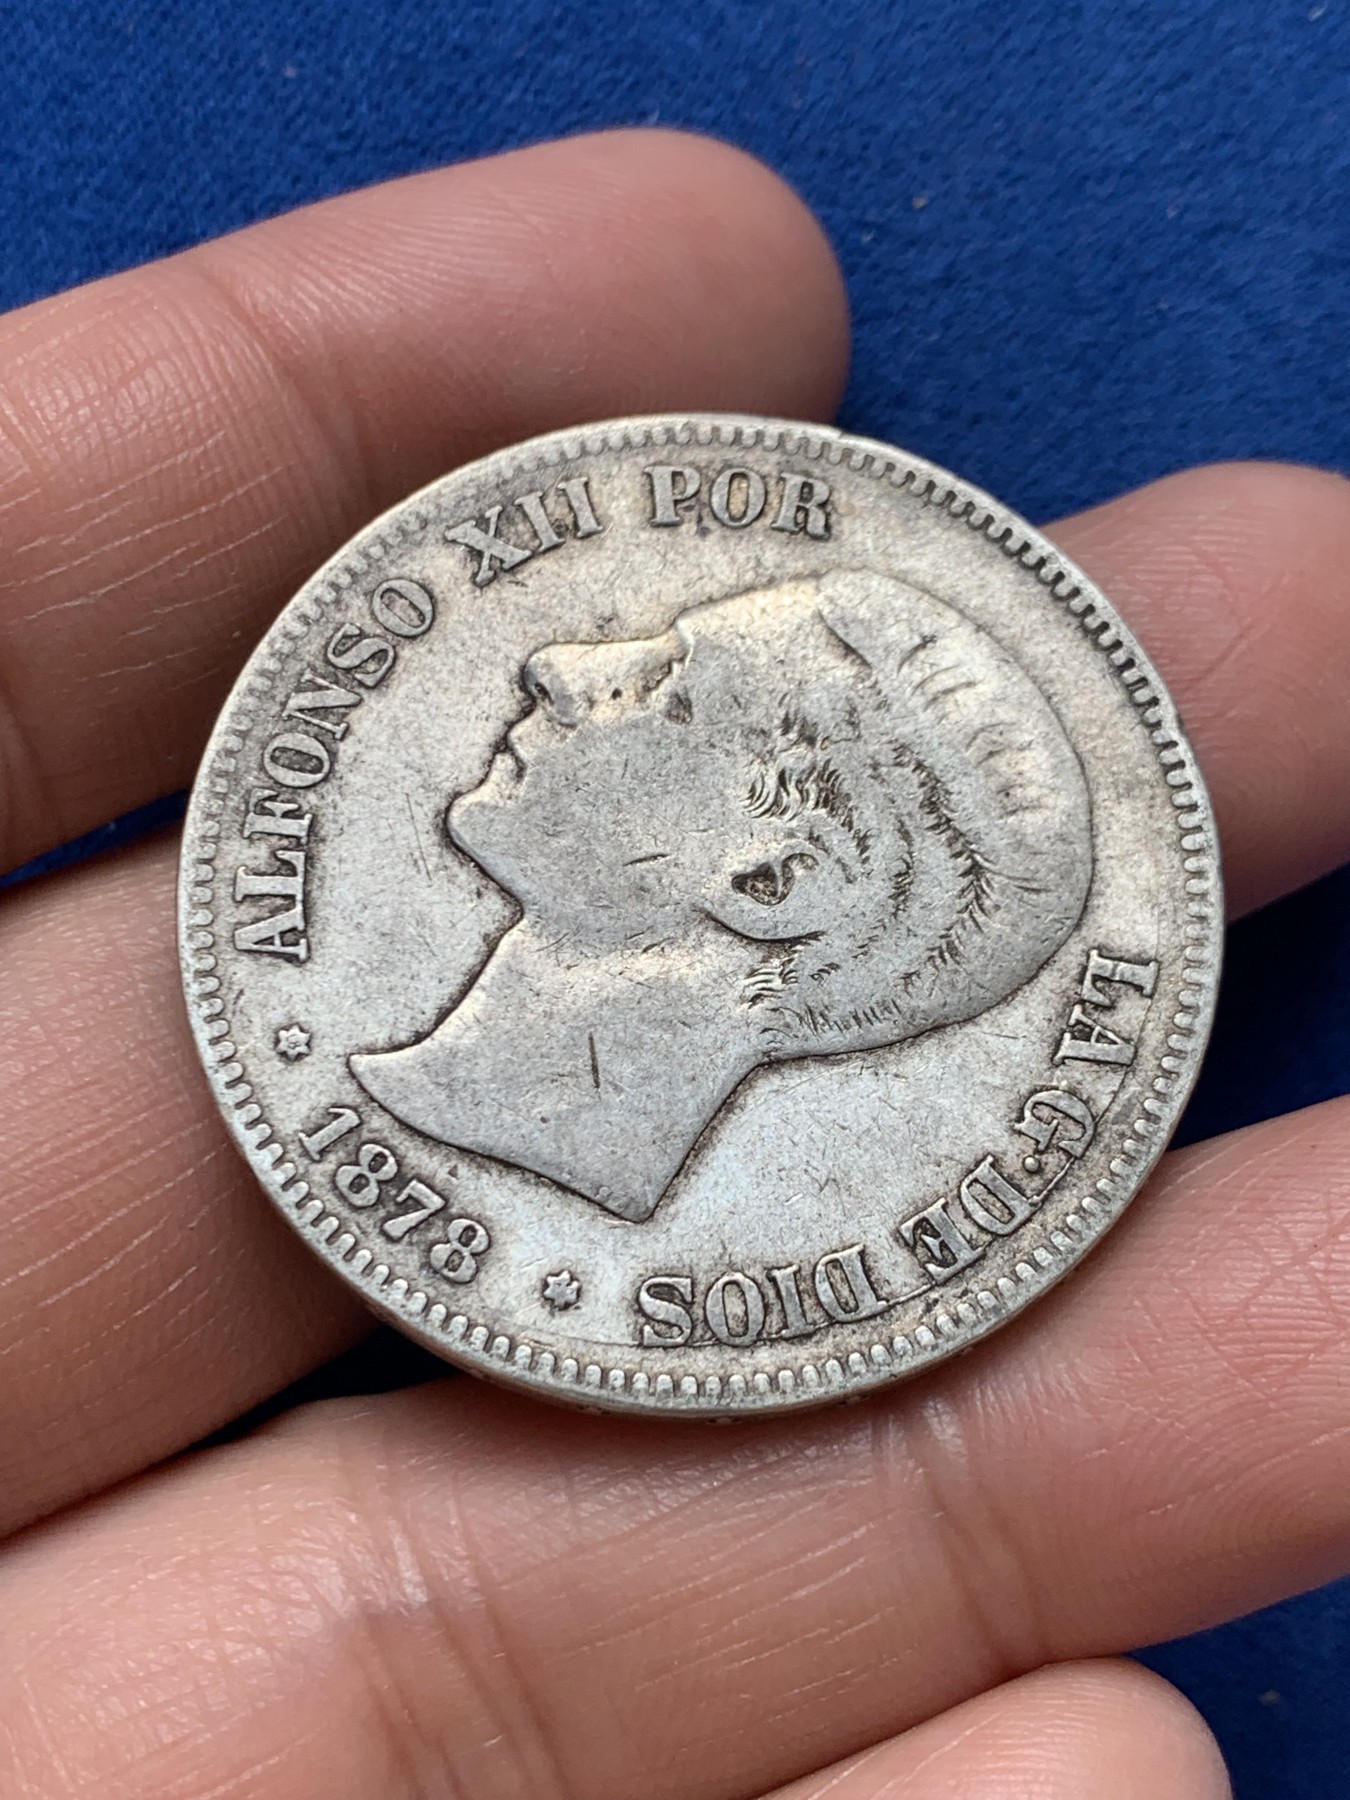 ALFONSO XII POR
LA G. DE DIOS
* 1878 *